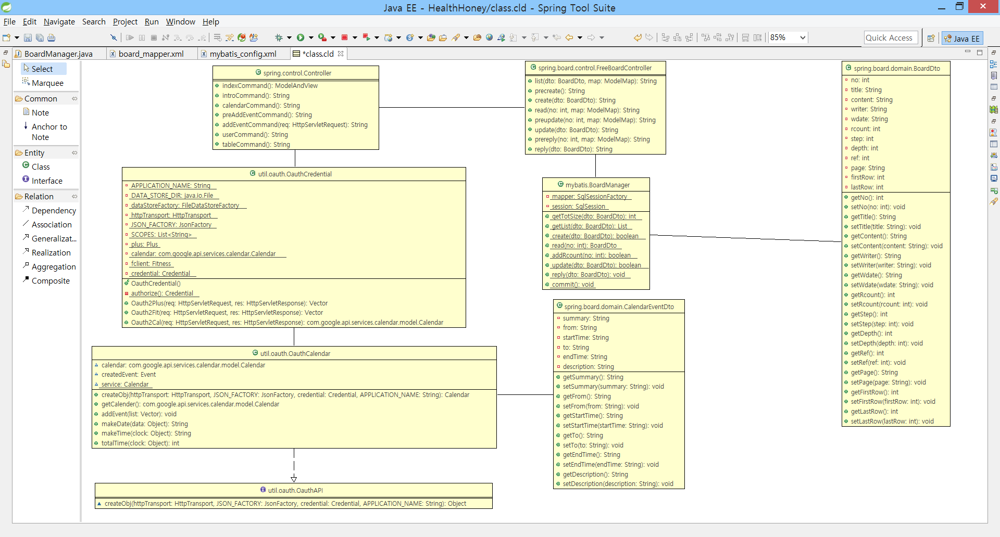 Java EE - HealthHoney/class.cld - Spring Tool Suite
File Edit Navigate Search Project Run Window Help
85%
Quick Access
Java EE
BoardManager.java
board_mapper.xml
mybatis_config.xml
*class.cld
Select
Marquee
Common
Note
Anchor to
Note
Entity
Class
Interface
Relation
Dependency
Association
Generalizat...
Realization
Aggregation
Composite
spring.control.Controller
indexCommand(): ModelAndView
introCommand(): String
calendarCommand(): String
preAddEventCommand(): String
addEventCommand(req: HttpServletRequest): String
userCommand(): String
tableCommand(): String
util.oauth.OauthCredential
APPLICATION_NAME: String
DATA_STORE_DIR: java.io.File
dataStoreFactory: FileDataStoreFactory
httpTransport: HttpTransport
JSON_FACTORY: JsonFactory
SCOPES: List<String>
plus: Plus
calendar: com.google.api.services.calendar.Calendar
fclient: Fitness
credential: Credential
OauthCredential()
authorize(): Credential
Oauth2Plus(req: HttpServletRequest, res: HttpServletResponse): Vector
Oauth2Fit(req: HttpServletRequest, res: HttpServletResponse): Vector
Oauth2Cal(req: HttpServletRequest, res: HttpServletResponse): com.google.api.services.calendar.model.Calendar
util.oauth.OauthCalendar
calendar: com.google.api.services.calendar.model.Calendar
createdEvent: Event
service: Calendar
createObj(httpTransport: HttpTransport, JSON_FACTORY: JsonFactory, credential: Credential, APPLICATION_NAME: String): Calendar
getCalender(): com.google.api.services.calendar.model.Calendar
addEvent(list: Vector): void
makeDate(data: Object): String
makeTime(clock: Object): String
totalTime(clock: Object): int
util.oauth.OauthAPI
createObj(httpTransport: HttpTransport, JSON_FACTORY: JsonFactory, credential: Credential, APPLICATION_NAME: String): Object
spring.board.control.FreeBoardController
list(dto: BoardDto, map: ModelMap): String
precreate(): String
create(dto: BoardDto): String
read(no: int, map: ModelMap): String
preupdate(no: int, map: ModelMap): String
update(dto: BoardDto): String
prereply(no: int, map: ModelMap): String
reply(dto: BoardDto): String
mybatis.BoardManager
mapper: SqlSessionFactory
session: SqlSession
getTotSize(dto: BoardDto): int
getList(dto: BoardDto): List
create(dto: BoardDto): boolean
read(no: int): BoardDto
addRcount(no: int): boolean
update(dto: BoardDto): boolean
reply(dto: BoardDto): void
commit(): void
spring.board.domain.CalendarEventDto
summary: String
from: String
startTime: String
to: String
endTime: String
description: String
getSummary(): String
setSummary(summary: String): void
getFrom(): String
setFrom(from: String): void
getStartTime(): String
setStartTime(startTime: String): void
getTo(): String
setTo(to: String): void
getEndTime(): String
setEndTime(endTime: String): void
getDescription(): String
setDescription(description: String): void
spring.board.domain.BoardDto
no: int
title: String
content: String
writer: String
wdate: String
rcount: int
step: int
depth: int
ref: int
page: String
firstRow: int
lastRow: int
getNo(): int
setNo(no: int): void
getTitle(): String
setTitle(title: String): void
getContent(): String
setContent(content: String): void
getWriter(): String
setWriter(writer: String): void
getWdate(): String
setWdate(wdate: String): void
getRcount(): int
setRcount(rcount: int): void
getStep(): int
setStep(step: int): void
getDepth(): int
setDepth(depth: int): void
getRef(): int
setRef(ref: int): void
getPage(): String
setPage(page: String): void
getFirstRow(): int
setFirstRow(firstRow: int): void
getLastRow(): int
setLastRow(lastRow: int): void